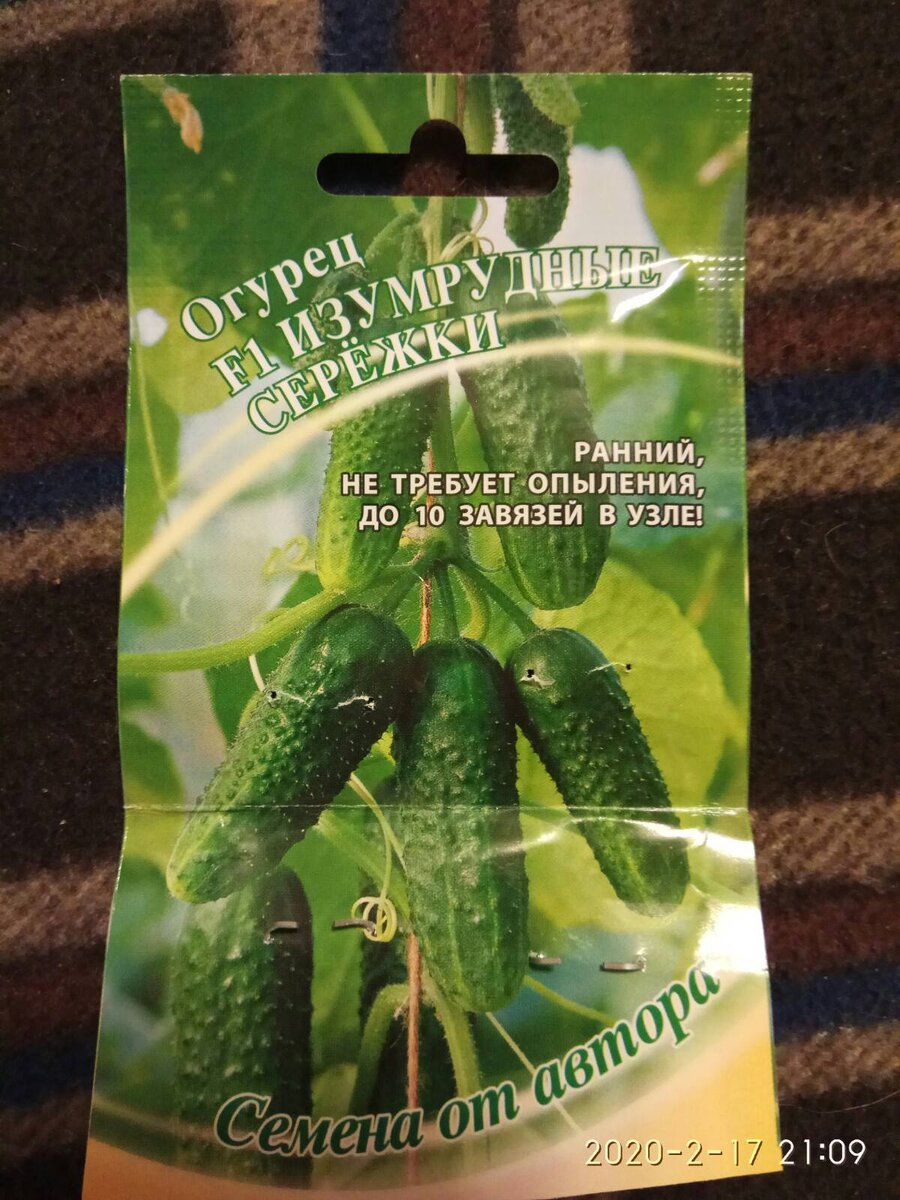 Огурец
F1 ИЗУМРУДНЫЕ
СЕРЁЖКИ
РАННИЙ,
НЕ ТРЕБУЕТ ОПЫЛЕНИЯ,
ДО 10 ЗАВЯЗЕЙ В УЗЛЕ!
Семена от автора
2020-2-17 21:09